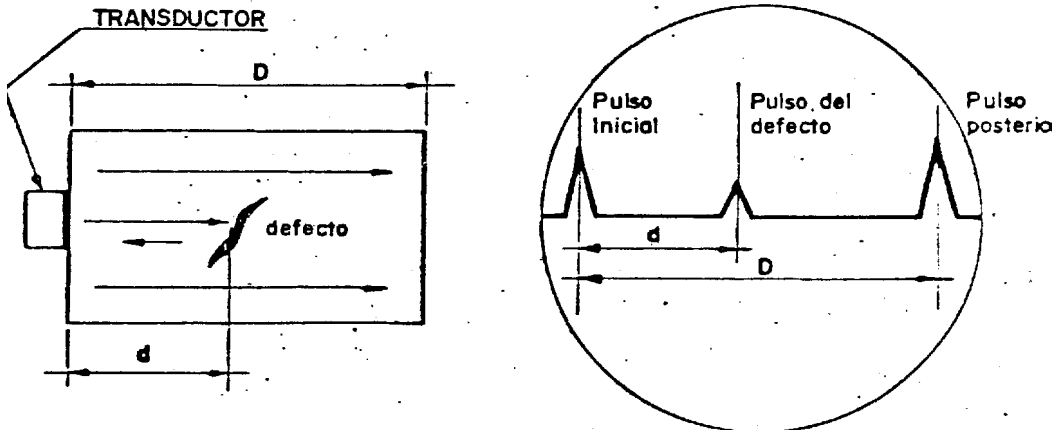 TRANSDUCTOR
D
defecto
d
Pulso
Inicial
Pulso del
defecto
Pulso
posterio
d
D